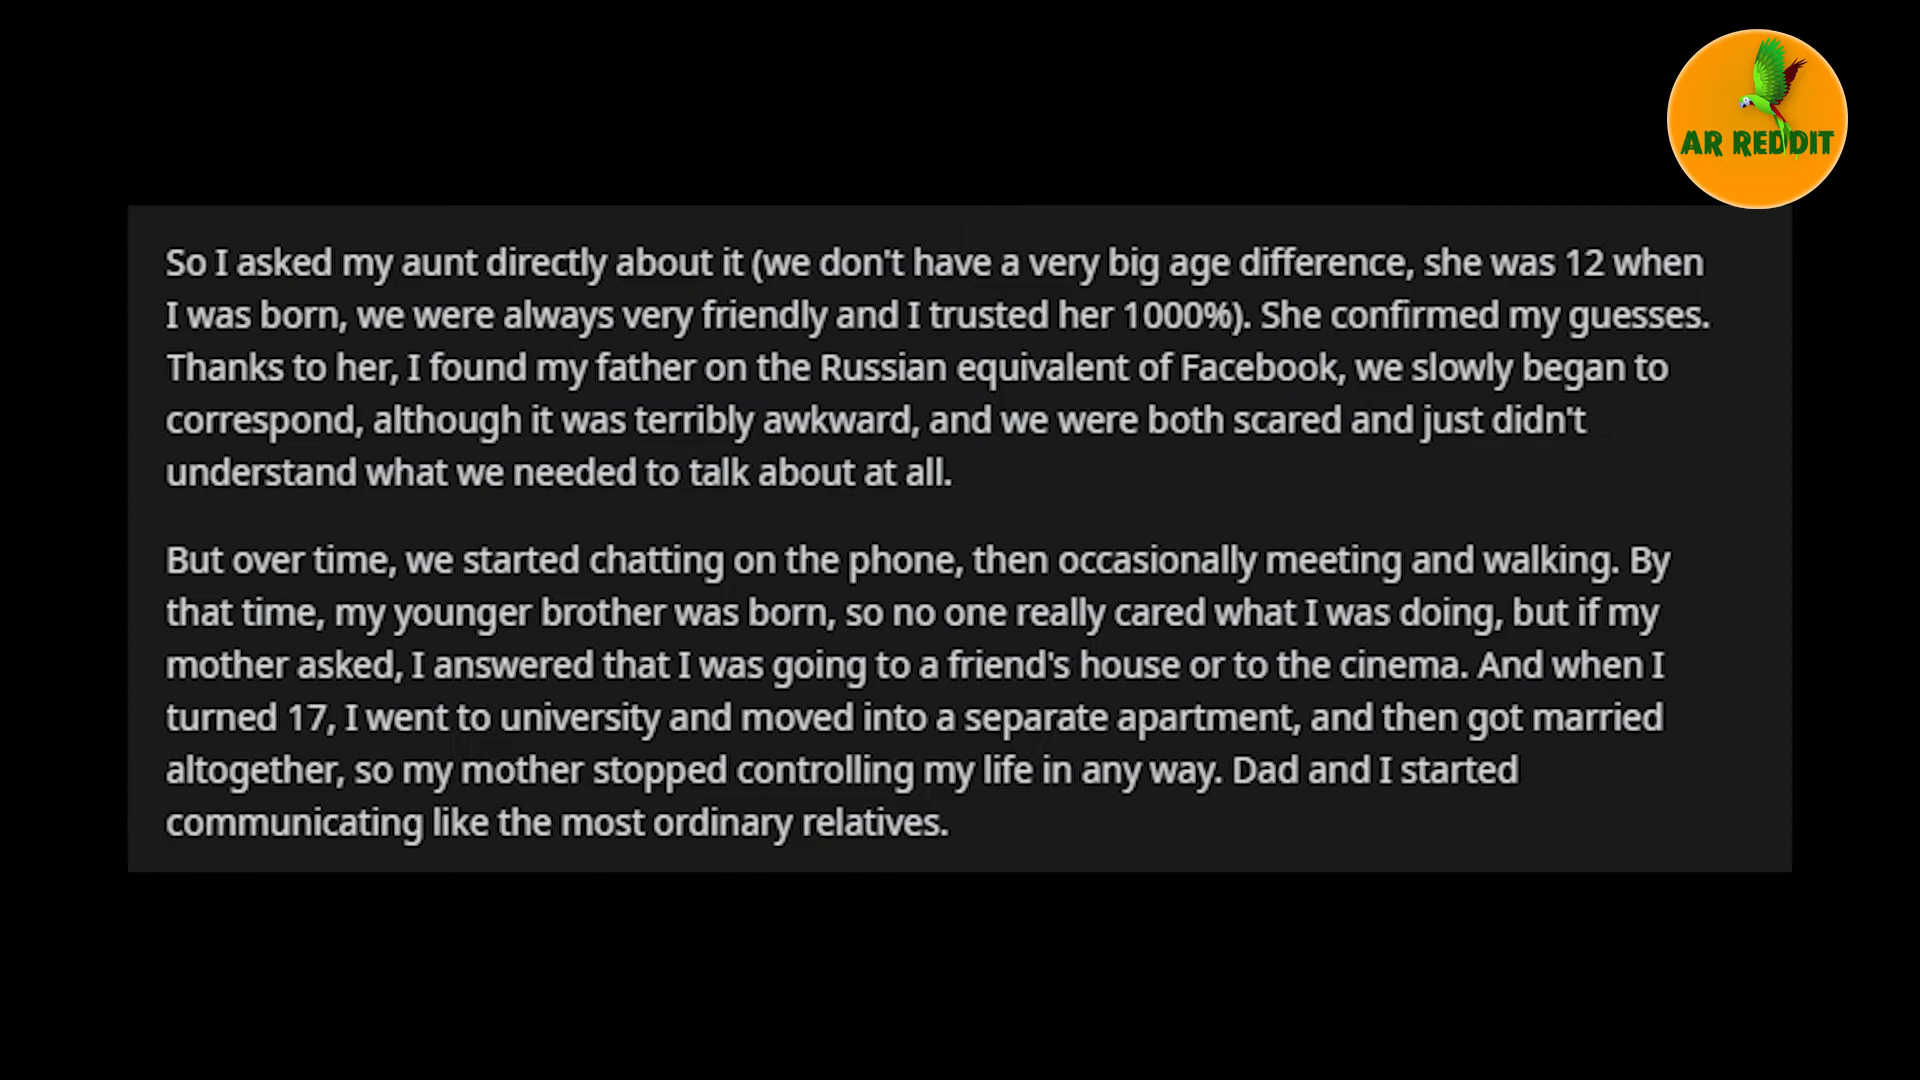 AR REDDIT
So I asked my aunt directly about it (we don't have a very big age difference, she was 12 when
I was born, we were always very friendly and I trusted her 1000%). She confirmed my guesses.
Thanks to her, I found my father on the Russian equivalent of Facebook, we slowly began to
correspond, although it was terribly awkward, and we were both scared and just didn't
understand what we needed to talk about at all.
But over time, we started chatting on the phone, then occasionally meeting and walking. By
that time, my younger brother was born, so no one really cared what I was doing, but if my
mother asked, I answered that I was going to a friend's house or to the cinema. And when I
turned 17, I went to university and moved into a separate apartment, and then got married
altogether, so my mother stopped controlling my life in any way. Dad and I started
communicating like the most ordinary relatives.